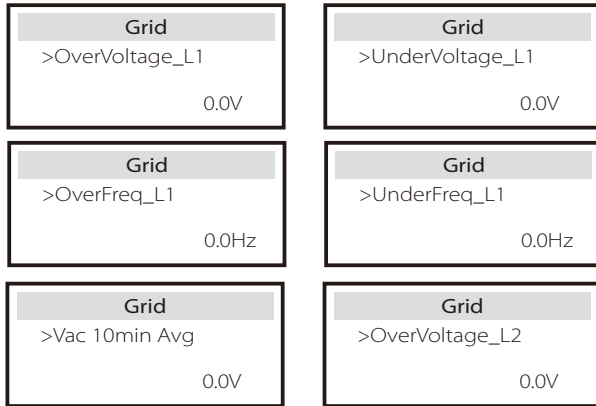 Grid
>OverVoltage_L1
0.0V
Grid
>UnderVoltage_L1
0.0V
Grid
>OverFreq_L1
0.0Hz
Grid
>UnderFreq_L1
0.0Hz
Grid
>Vac 10min Avg
0.0V
Grid
>OverVoltage_L2
0.0V